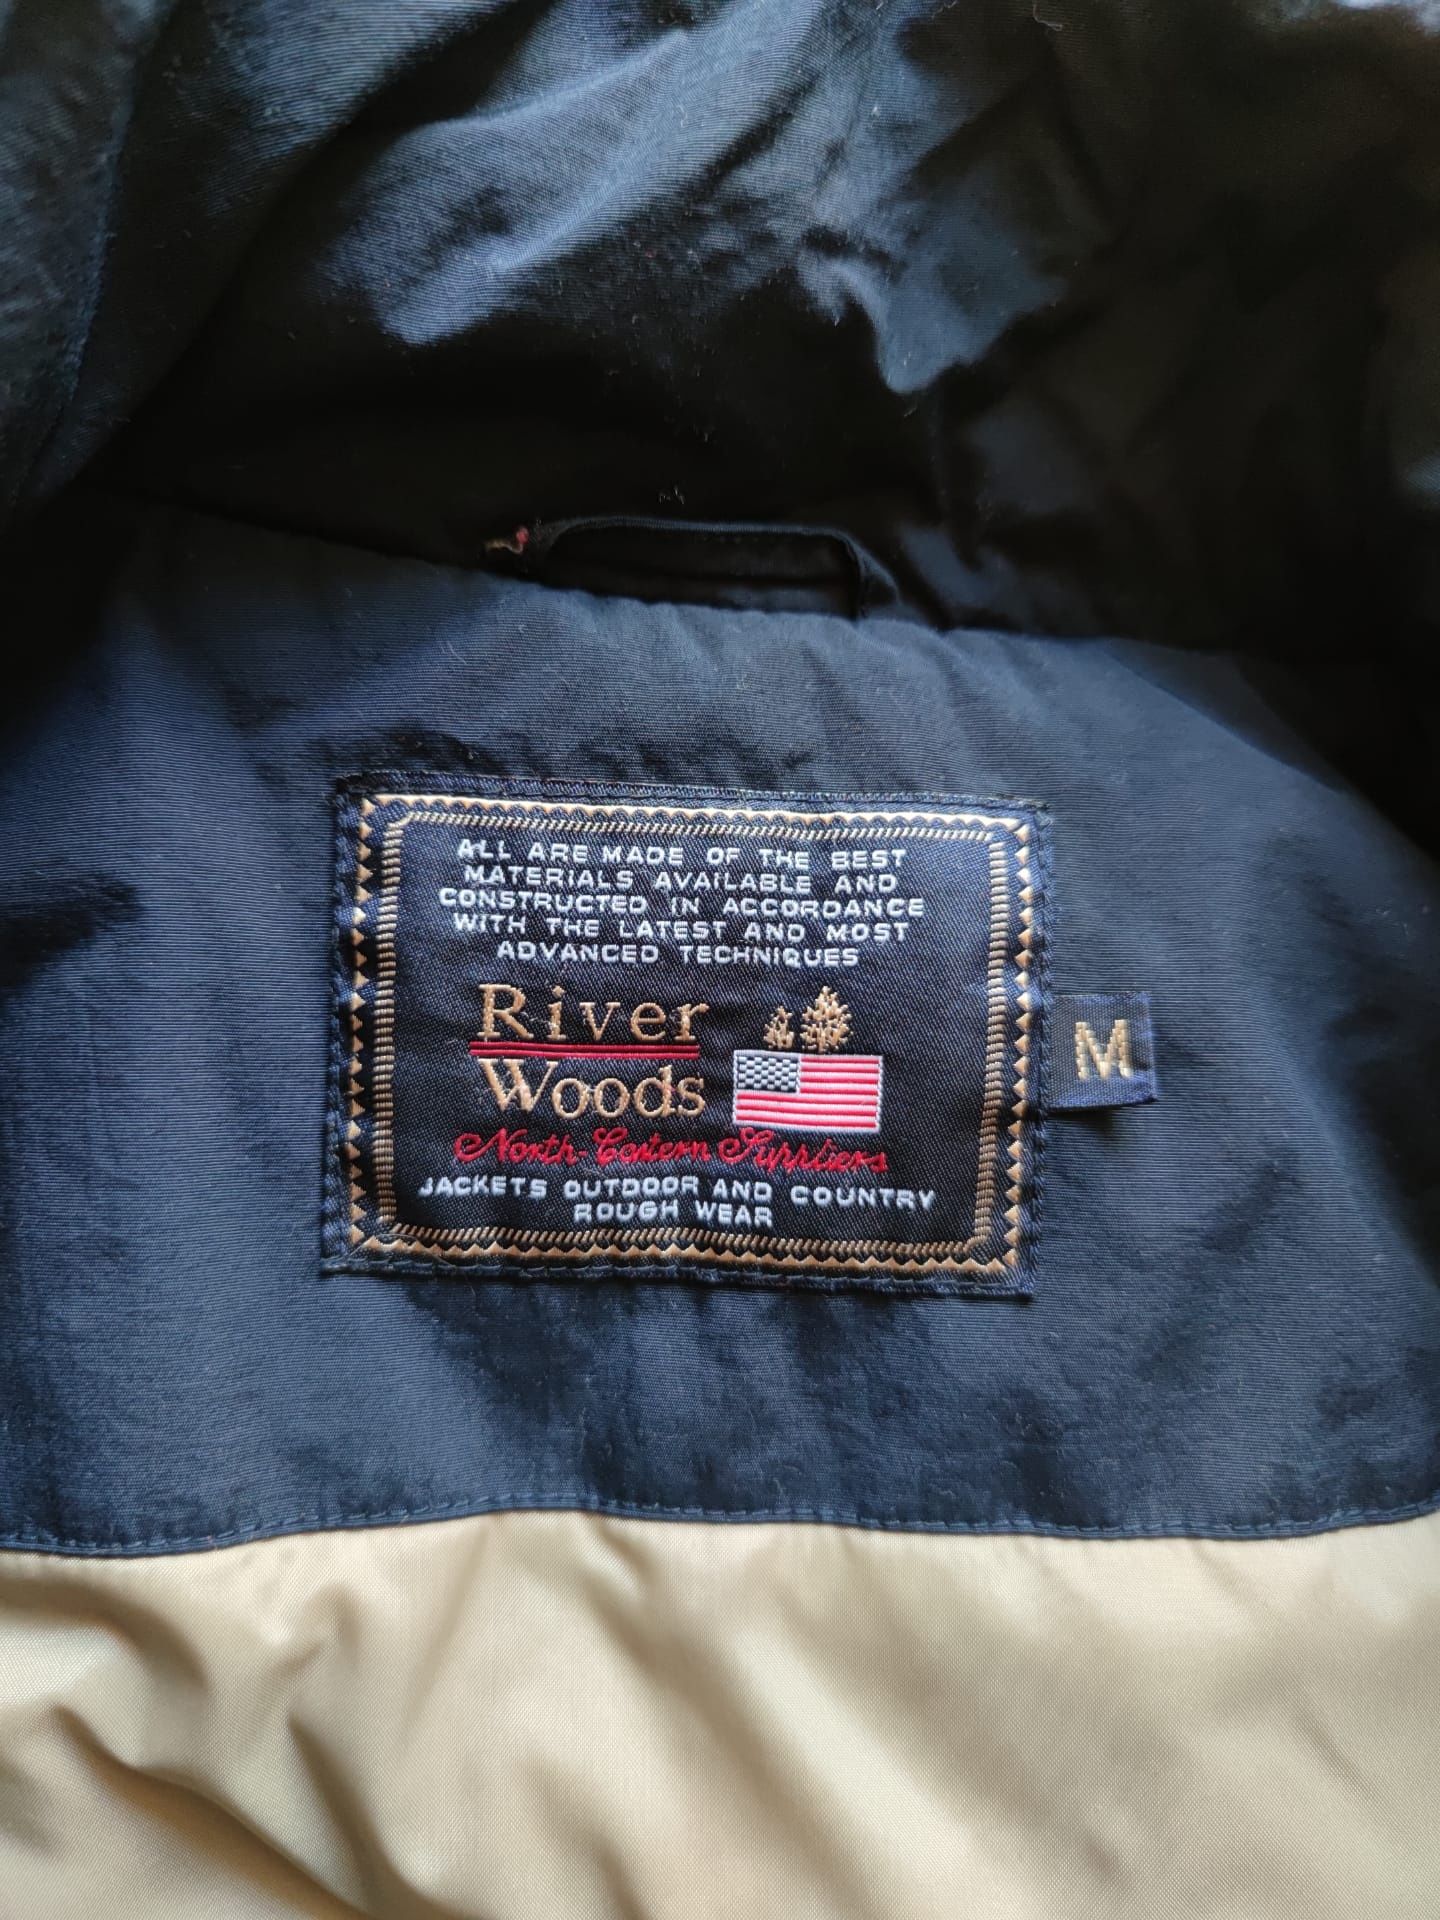 ALL ARE MADE OF THE BEST
MATERIALS AVAILABLE AND
CONSTRUCTED IN ACCORDANCE
WITH THE LATEST AND MOST
ADVANCED TECHNIQUES
River
Woods
North-Eastern Suppliers
JACKETS OUTDOOR AND COUNTRY
ROUGH WEAR
M